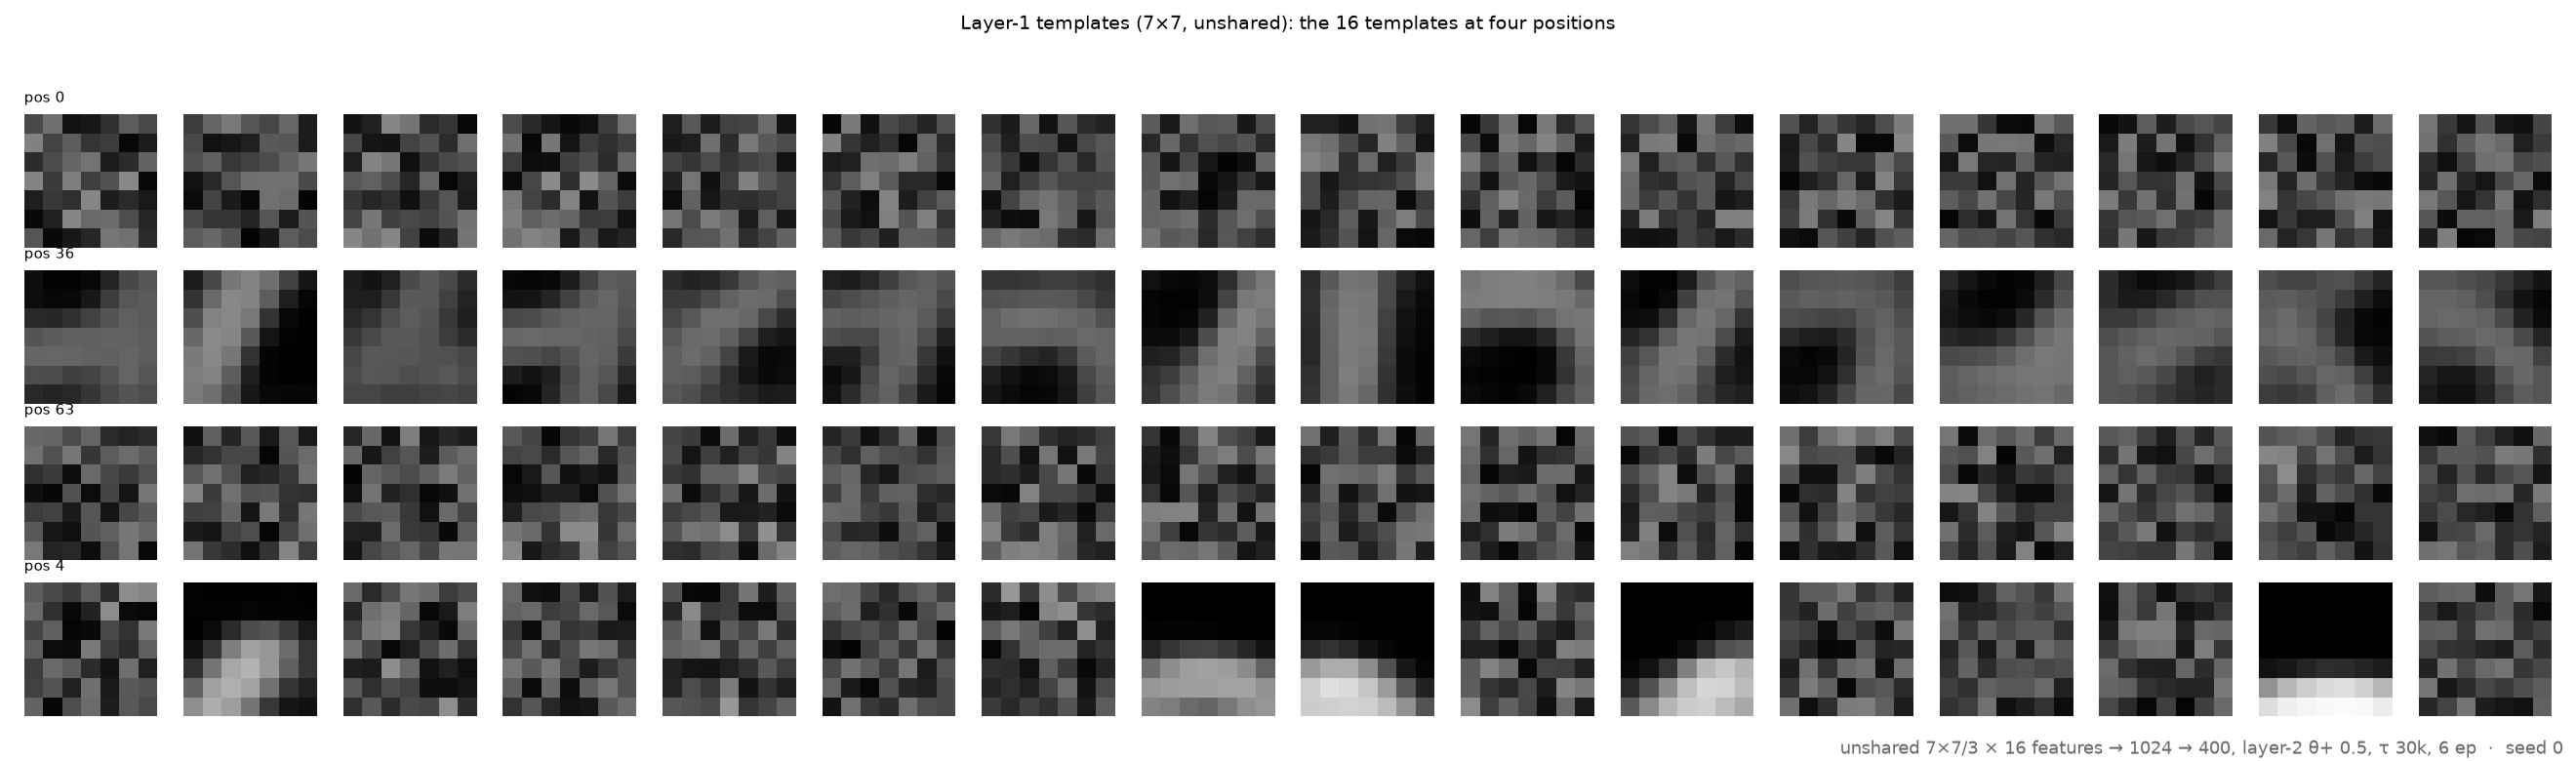 Layer-1 templates (7×7, unshared): the 16 templates at four positions
pos 0
pos 36
pos 63
pos 4
unshared 7×7/3 × 16 features → 1024 → 400, layer-2 θ+ 0.5, τ 30k, 6 ep · seed 0